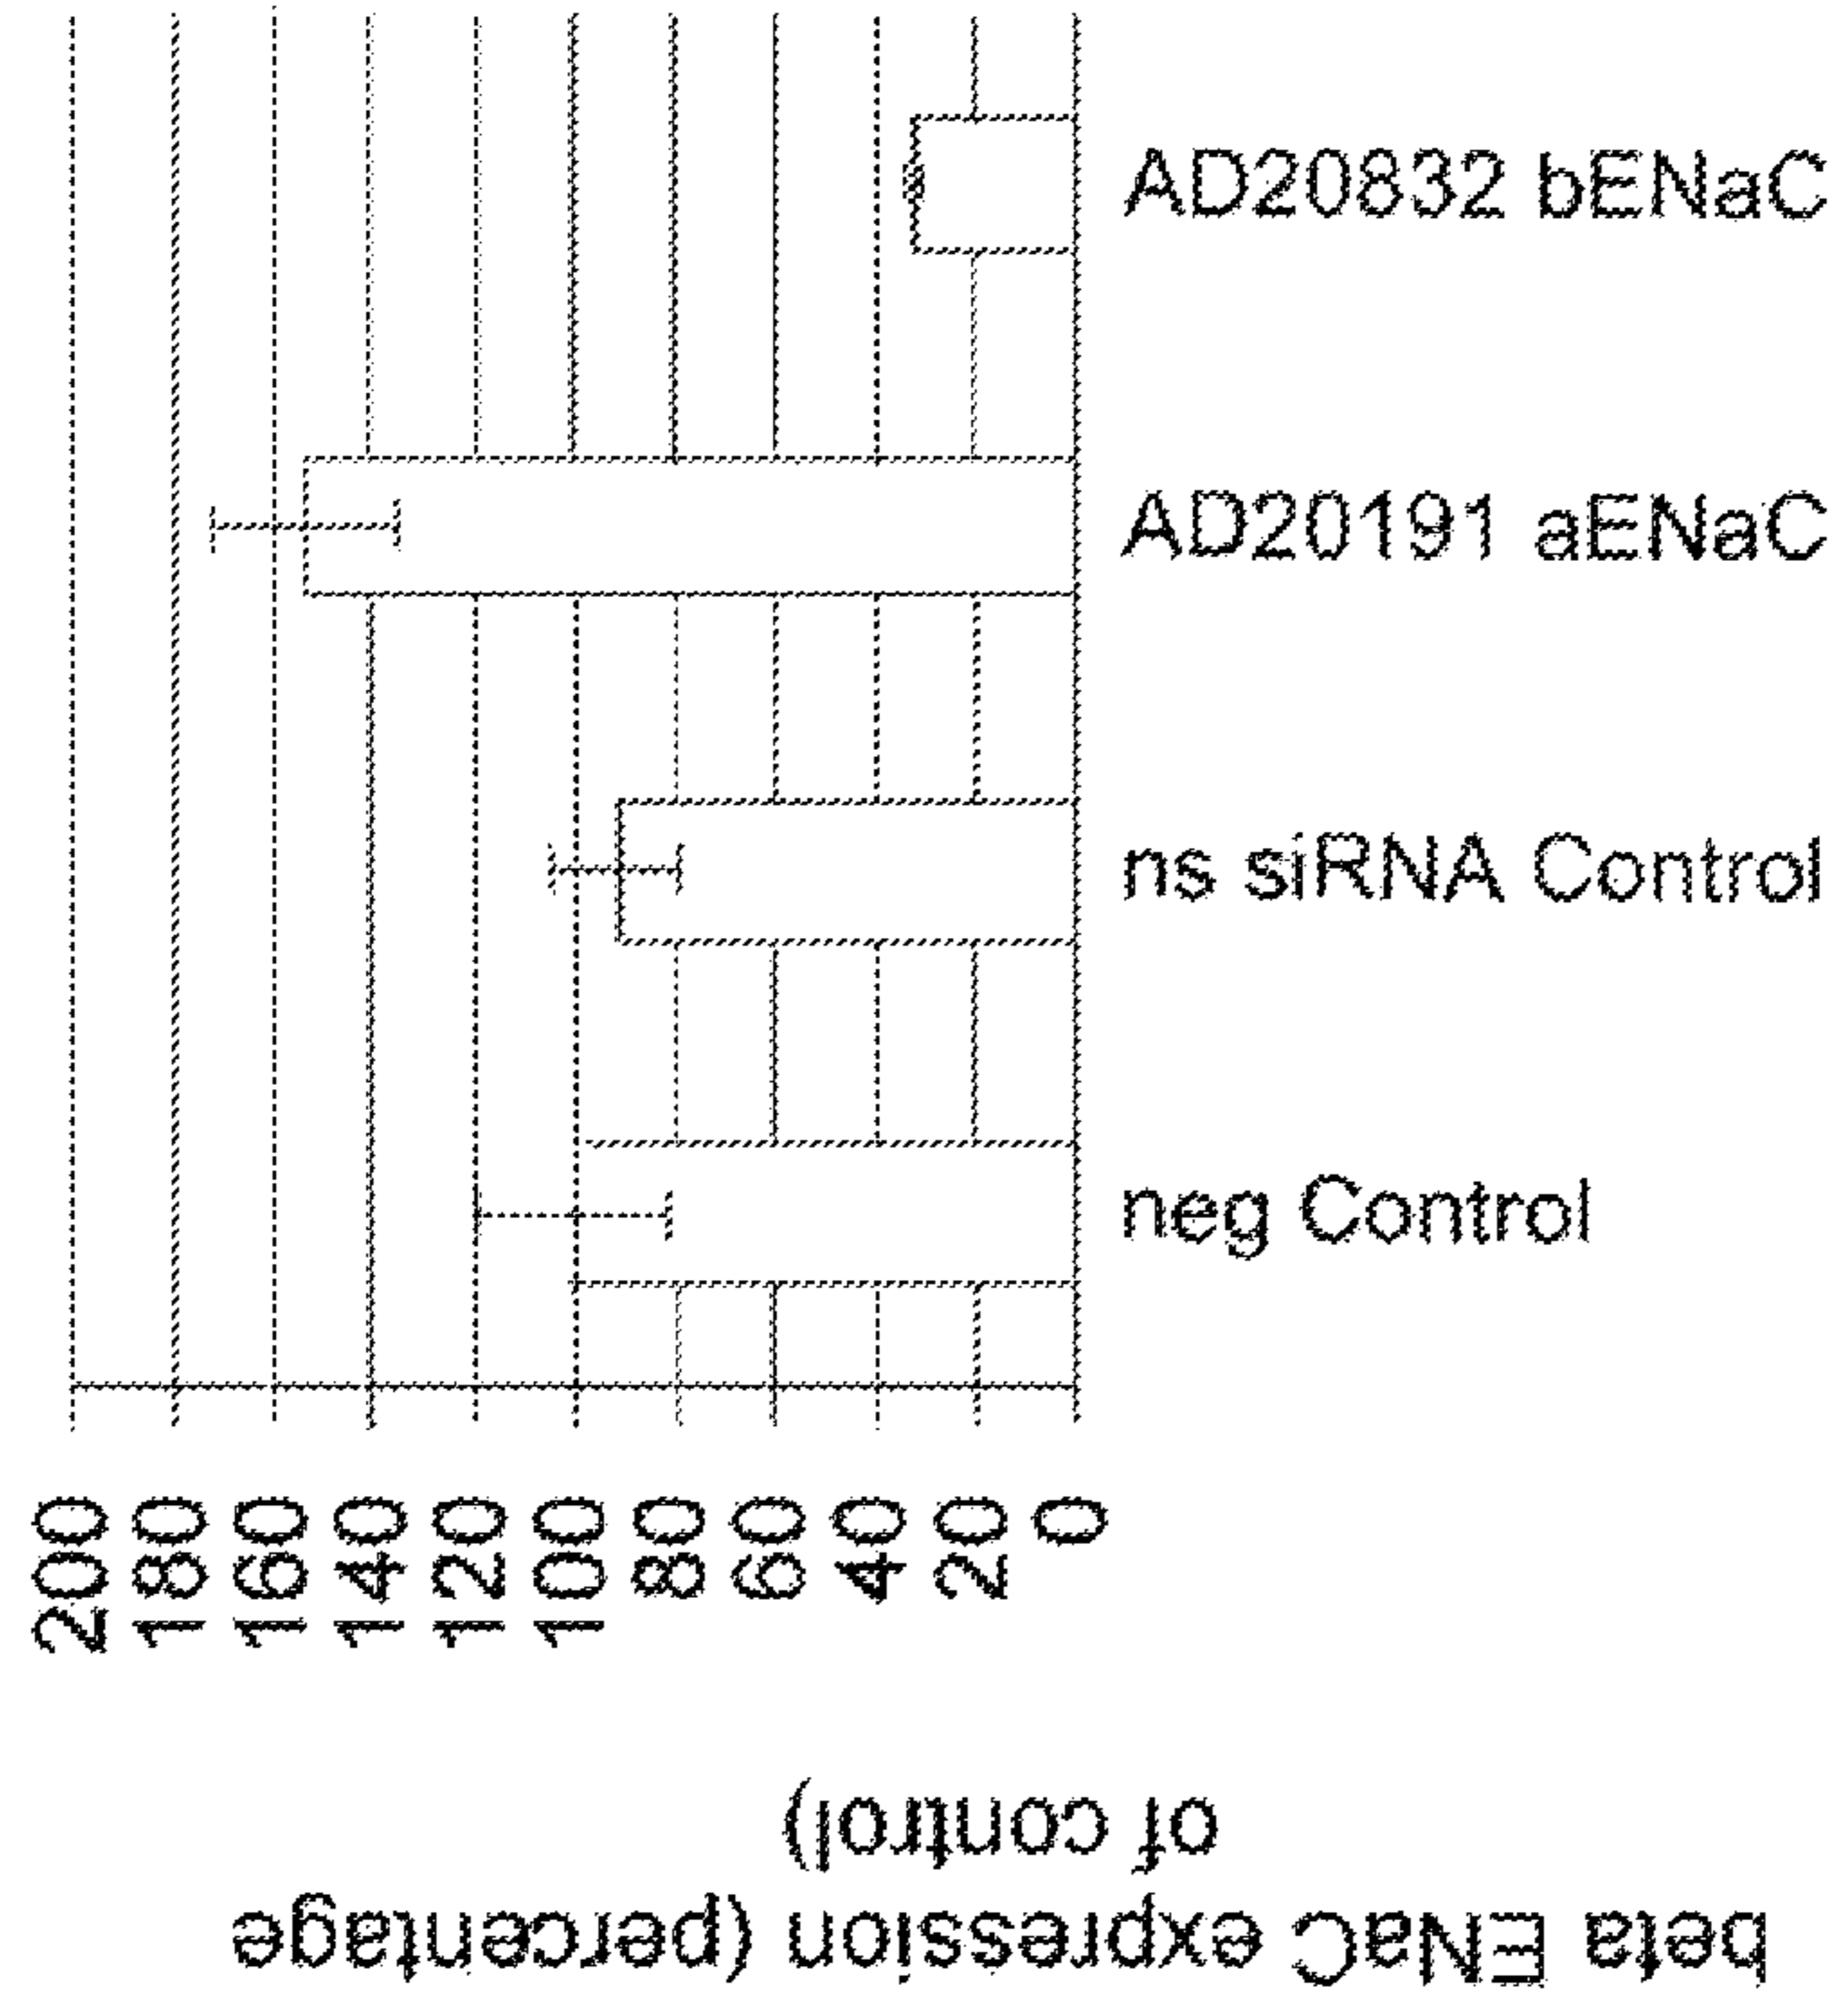 beta ENaC expression (percentage
of control)
200
180
160
140
120
100
80
60
40
20
0
neg Control
ns siRNA Control
AD20191 aENaC
AD20832 bENaC